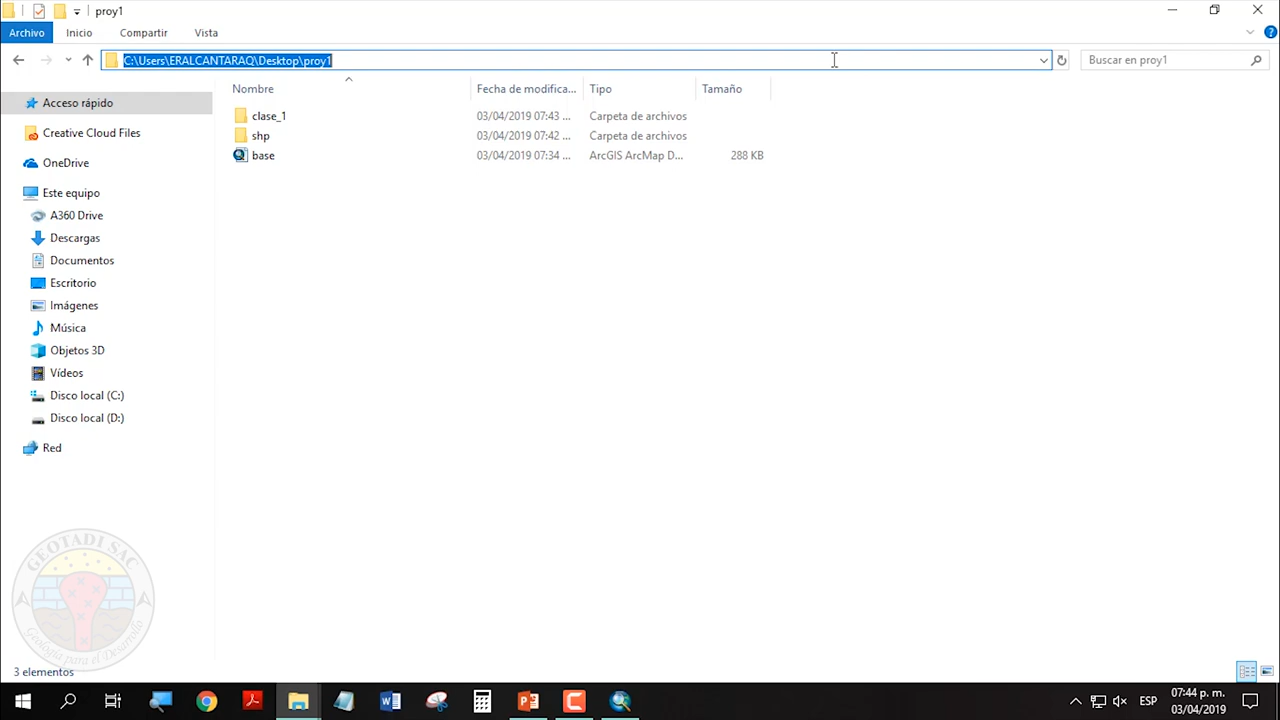 proy1
Archivo Inicio Compartir Vista
C:\Users\ERALCANTARAQ\Desktop\proy1
Buscar en proy1
Nombre Fecha de modifica... Tipo Tamaño
Acceso rápido
Creative Cloud Files
OneDrive
Este equipo
A360 Drive
Descargas
Documentos
Escritorio
Imágenes
Música
Objetos 3D
Vídeos
Disco local (C:)
Disco local (D:)
Red
clase_1 03/04/2019 07:43 ... Carpeta de archivos
shp 03/04/2019 07:42 ... Carpeta de archivos
base 03/04/2019 07:34 ... ArcGIS ArcMap D... 288 KB
GEOTADI SAC
Geología para el Desarrollo
3 elementos
ESP
07:44 p. m.
03/04/2019